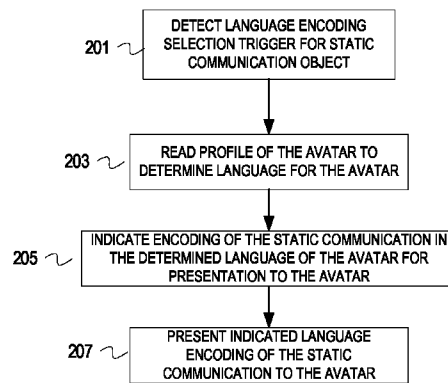 201
DETECT LANGUAGE ENCODING
SELECTION TRIGGER FOR STATIC
COMMUNICATION OBJECT
203
READ PROFILE OF THE AVATAR TO
DETERMINE LANGUAGE FOR THE AVATAR
205
INDICATE ENCODING OF THE STATIC COMMUNICATION IN
THE DETERMINED LANGUAGE OF THE AVATAR FOR
PRESENTATION TO THE AVATAR
207
PRESENT INDICATED LANGUAGE
ENCODING OF THE STATIC
COMMUNICATION TO THE AVATAR